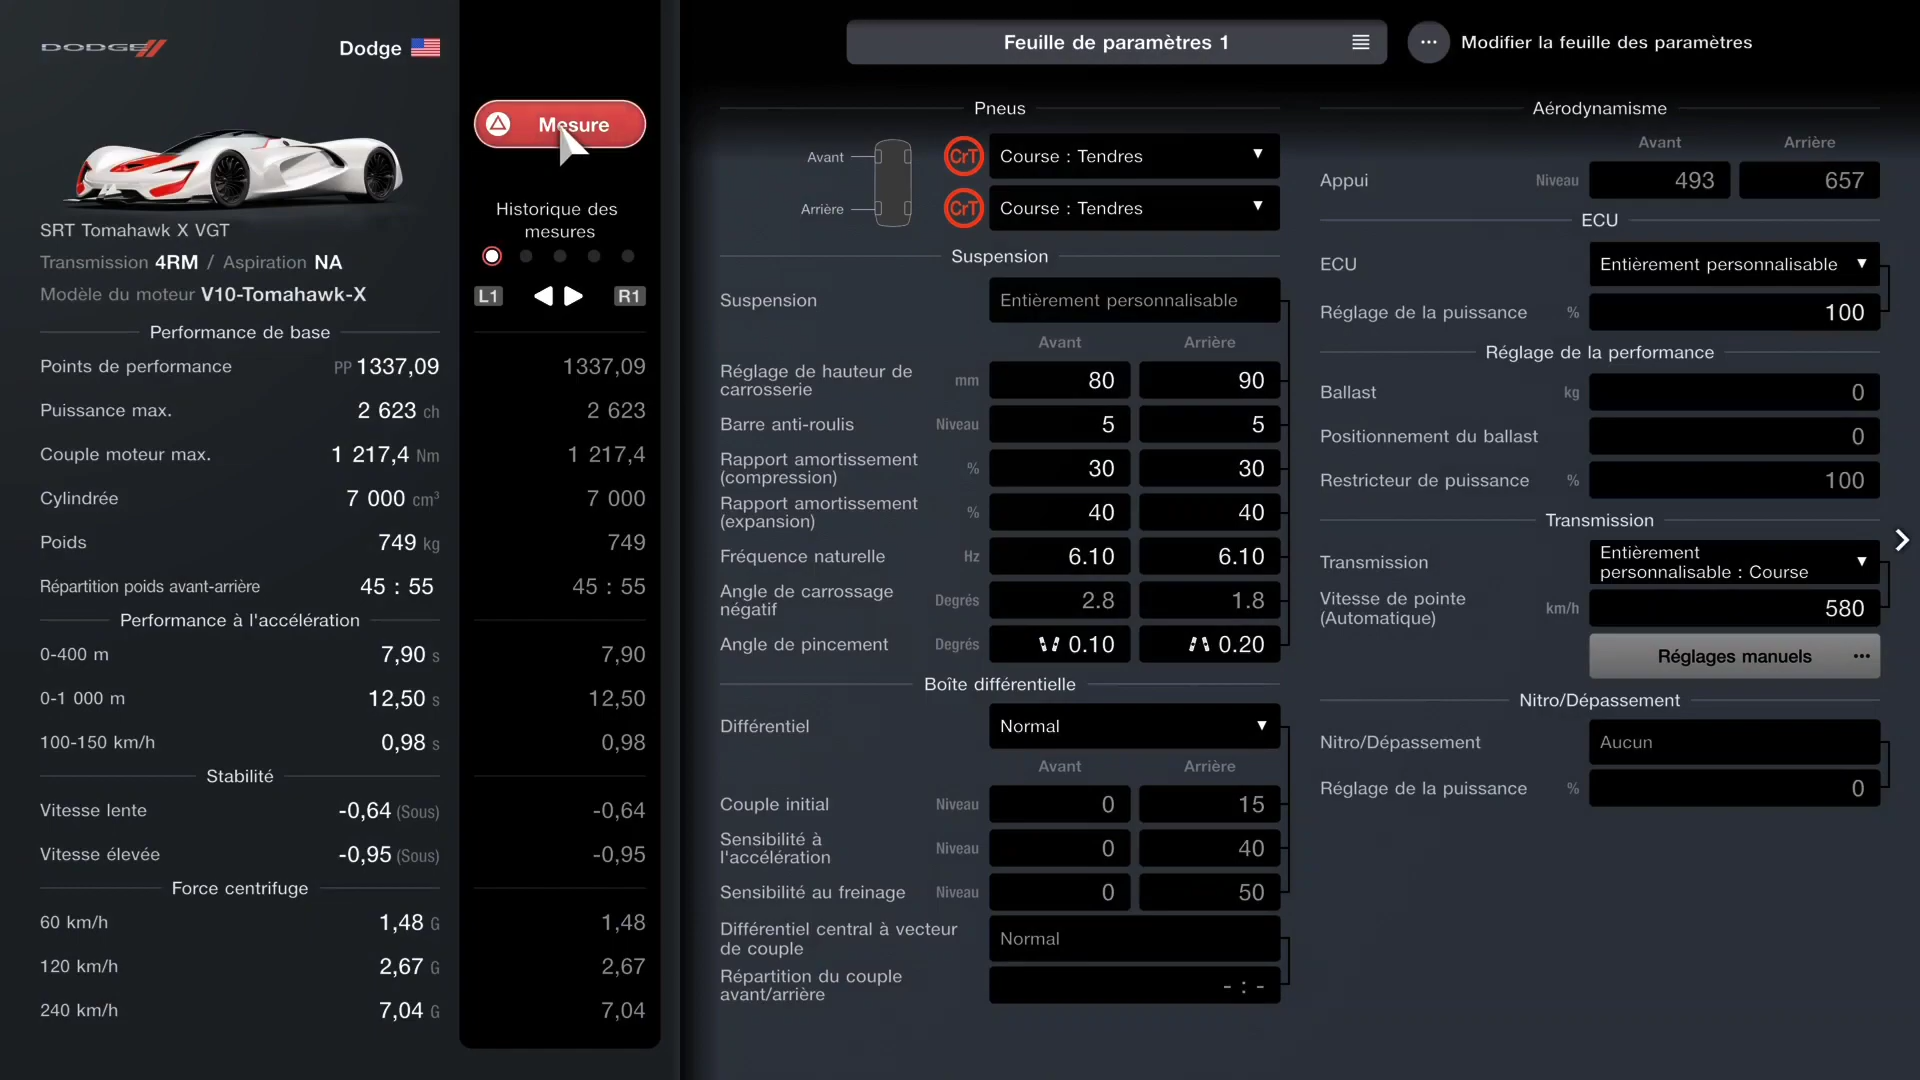 DODGE
Dodge
SRT Tomahawk X VGT
Transmission 4RM / Aspiration NA
Modèle du moteur V10-Tomahawk-X
Performance de base
Points de performance PP 1337,09
Puissance max. 2 623 ch
Couple moteur max. 1 217,4 Nm
Cylindrée 7 000 cm³
Poids 749 kg
Répartition poids avant-arrière 45 : 55
Performance à l'accélération
0-400 m 7,90 s
0-1 000 m 12,50 s
100-150 km/h 0,98 s
Stabilité
Vitesse lente -0,64 (Sous)
Vitesse élevée -0,95 (Sous)
Force centrifuge
60 km/h 1,48 G
120 km/h 2,67 G
240 km/h 7,04 G
Mesure
Historique des
mesures
L1 R1
1337,09
2 623
1 217,4
7 000
749
45 : 55
7,90
12,50
0,98
-0,64
-0,95
1,48
2,67
7,04
Feuille de paramètres 1
Modifier la feuille des paramètres
Pneus
Avant CrT Course : Tendres
Arrière CrT Course : Tendres
Suspension
Suspension Entièrement personnalisable
Avant Arrière
Réglage de hauteur de
carrosserie mm 80 90
Barre anti-roulis Niveau 5 5
Rapport amortissement
(compression) % 30 30
Rapport amortissement
(expansion) % 40 40
Fréquence naturelle Hz 6.10 6.10
Angle de carrossage
négatif Degrés 2.8 1.8
Angle de pincement Degrés 0.10 0.20
Boîte différentielle
Différentiel Normal
Avant Arrière
Couple initial Niveau 0 15
Sensibilité à
l'accélération Niveau 0 40
Sensibilité au freinage Niveau 0 50
Différentiel central à vecteur
de couple Normal
Répartition du couple
avant/arrière - : -
Aérodynamisme
Avant Arrière
Appui Niveau 493 657
ECU
ECU Entièrement personnalisable
Réglage de la puissance % 100
Réglage de la performance
Ballast kg 0
Positionnement du ballast 0
Restricteur de puissance % 100
Transmission
Transmission Entièrement
personnalisable : Course
Vitesse de pointe
(Automatique) km/h 580
Réglages manuels
Nitro/Dépassement
Nitro/Dépassement Aucun
Réglage de la puissance % 0